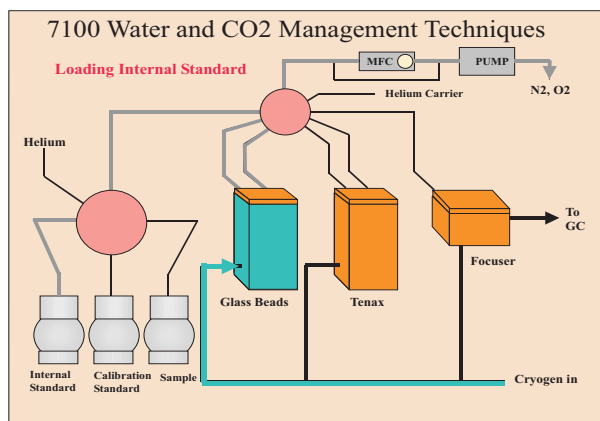 7100 Water and CO2 Management Techniques
Loading Internal Standard
MFC
PUMP
N2, O2
Helium Carrier
Helium
To
GC
Focuser
Glass Beads
Tenax
Internal
Standard
Calibration
Standard
Sample
Cryogen in